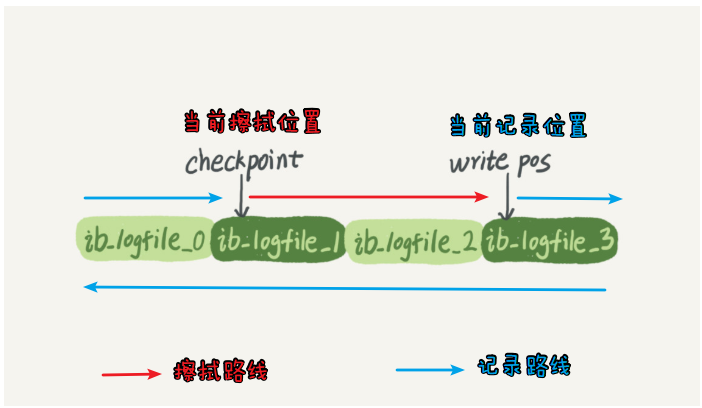 当前擦拭位置
当前记录位置
checkpoint
write pos
ib_logfile_0 ib_logfile_1 ib_logfile_2 ib_logfile_3
擦拭路线
记录路线